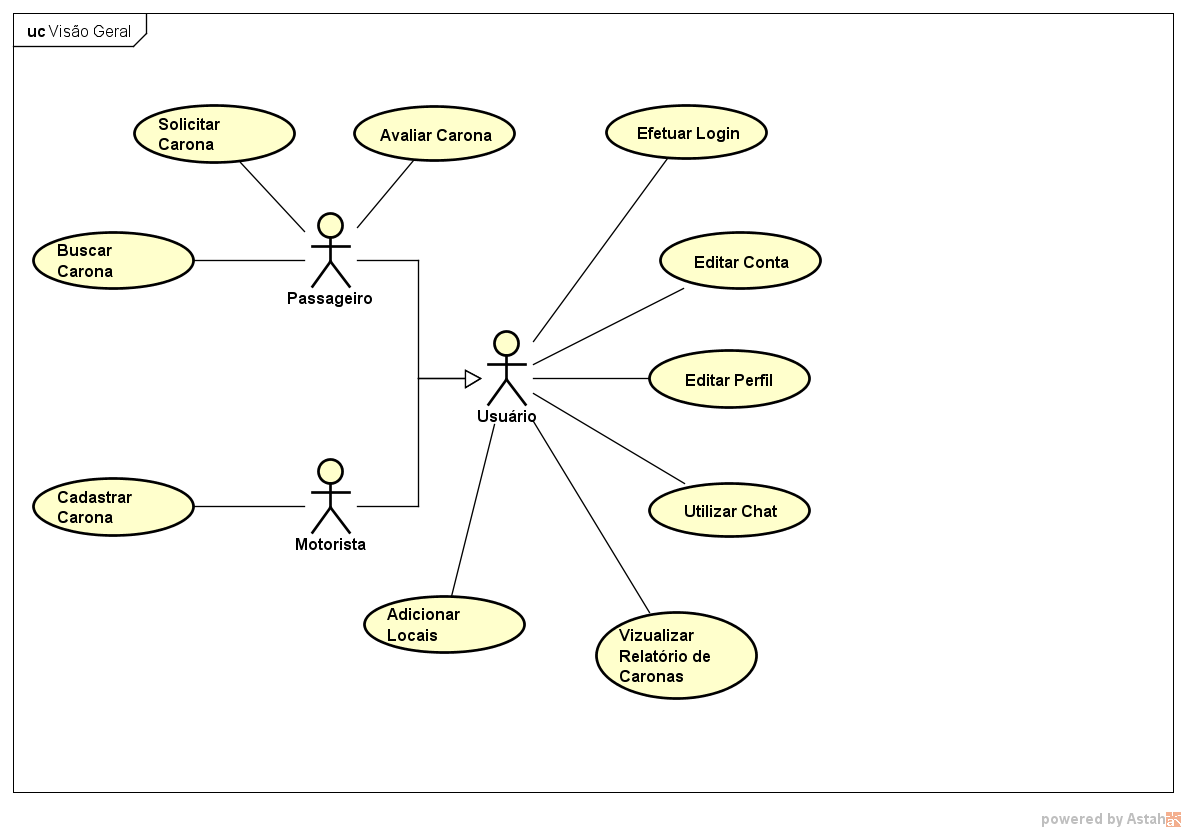 uc Visão Geral
Solicitar
Carona
Avaliar Carona
Efetuar Login
Buscar
Carona
Passageiro
Editar Conta
Usuário
Editar Perfil
Cadastrar
Carona
Motorista
Utilizar Chat
Adicionar
Locais
Vizualizar
Relatório de
Caronas
powered by Astah